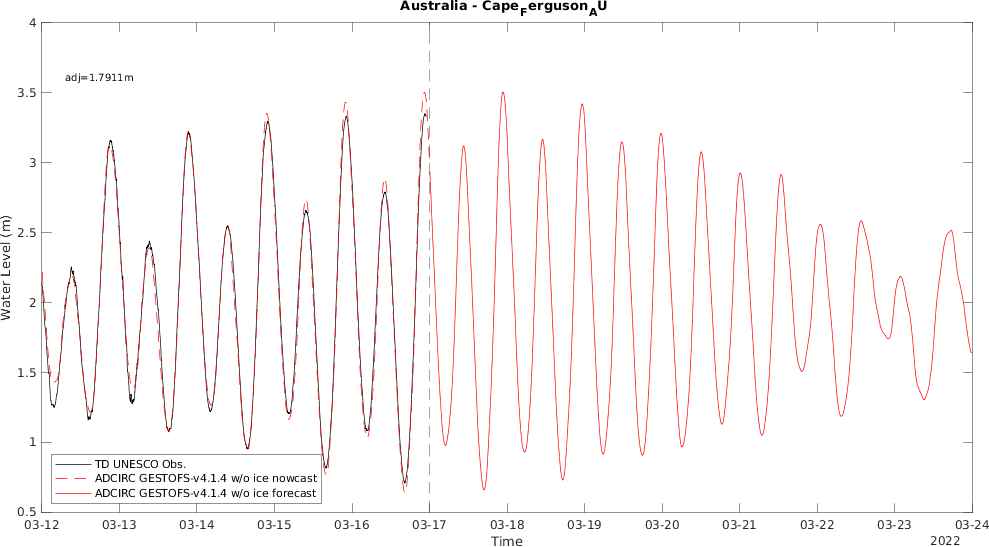 Australia - Cape_Ferguson_AU
4
adj=1.7911m
3.5
3
2.5
Water Level (m)
2
1.5
1
TD UNESCO Obs.
ADCIRC GESTOFS-v4.1.4 w/o ice nowcast
ADCIRC GESTOFS-v4.1.4 w/o ice forecast
0.5
03-12 03-13 03-14 03-15 03-16 03-17 03-18 03-19 03-20 03-21 03-22 03-23 03-24
Time
2022